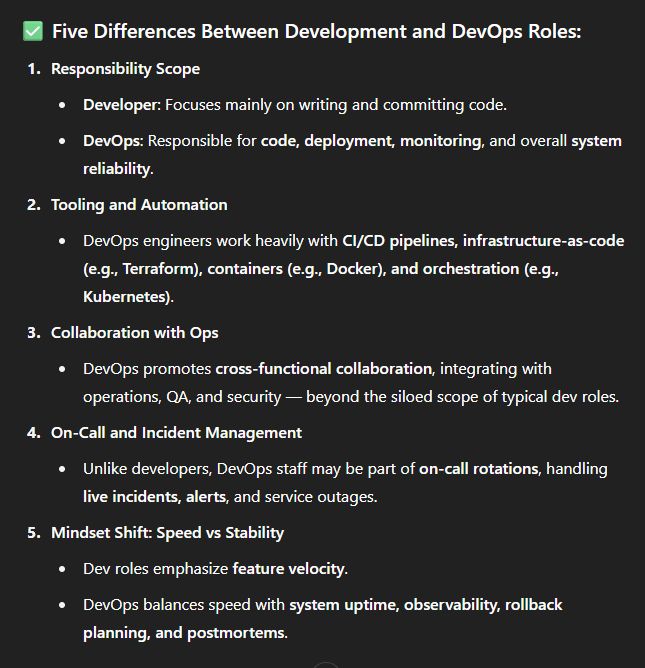 ✅ Five Differences Between Development and DevOps Roles:
1. Responsibility Scope
• Developer: Focuses mainly on writing and committing code.
• DevOps: Responsible for code, deployment, monitoring, and overall system
reliability.
2. Tooling and Automation
• DevOps engineers work heavily with CI/CD pipelines, infrastructure-as-code
(e.g., Terraform), containers (e.g., Docker), and orchestration (e.g.,
Kubernetes).
3. Collaboration with Ops
• DevOps promotes cross-functional collaboration, integrating with
operations, QA, and security — beyond the siloed scope of typical dev roles.
4. On-Call and Incident Management
• Unlike developers, DevOps staff may be part of on-call rotations, handling
live incidents, alerts, and service outages.
5. Mindset Shift: Speed vs Stability
• Dev roles emphasize feature velocity.
• DevOps balances speed with system uptime, observability, rollback
planning, and postmortems.